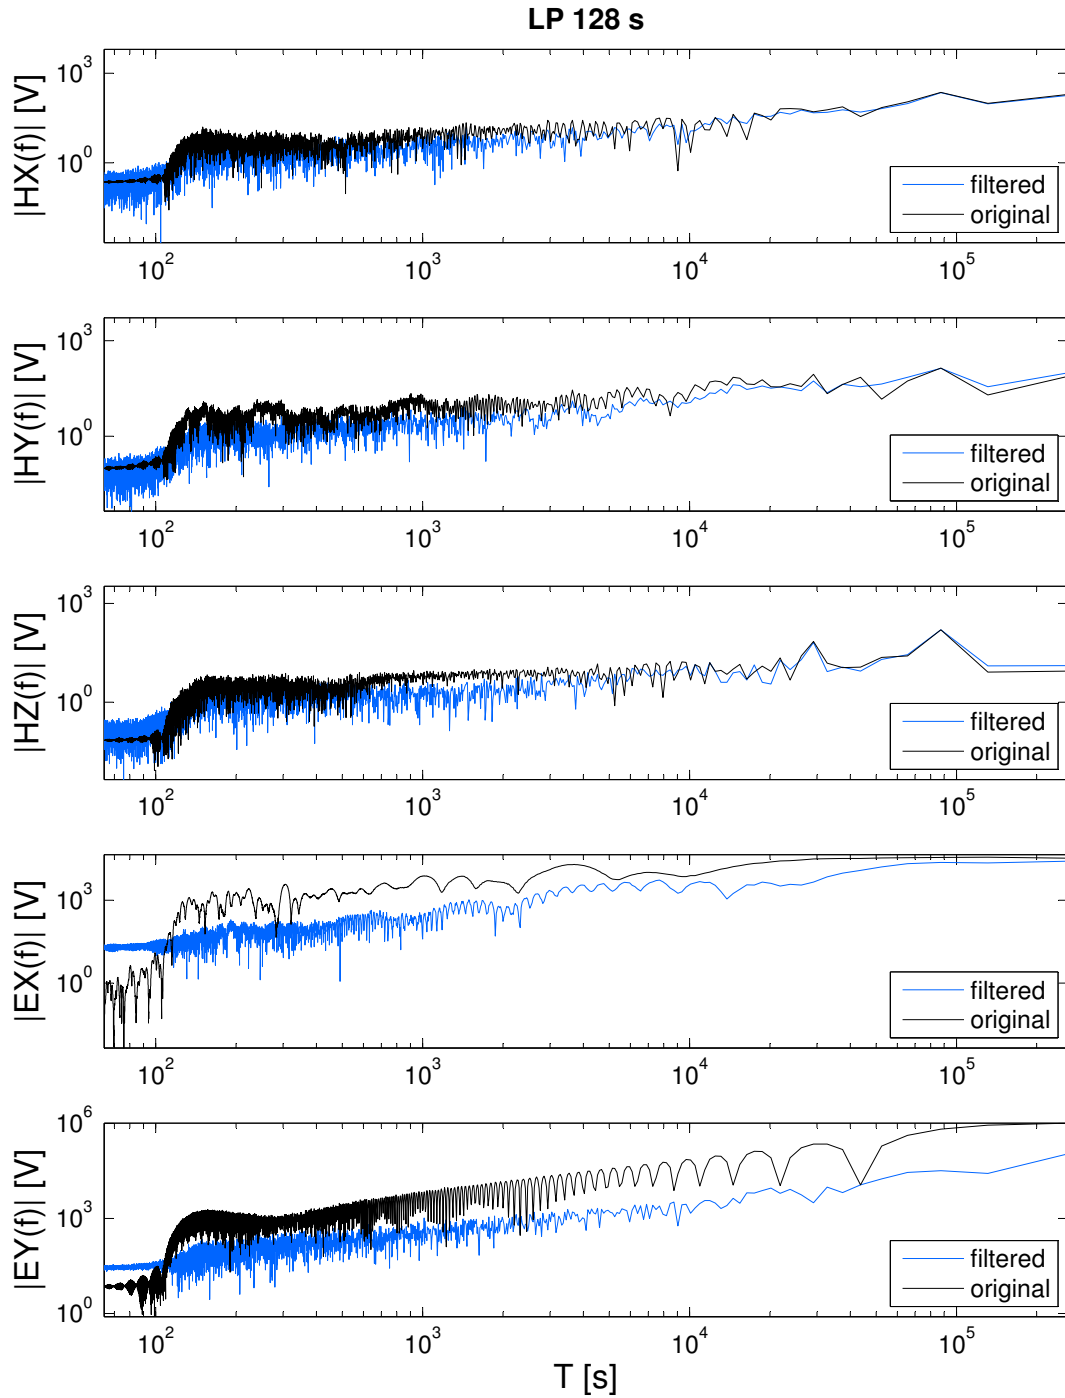 LP 128 s
|HX(f)| [V]
10^3
10^0
filtered
original
10^2 10^3 10^4 10^5
|HY(f)| [V]
10^3
10^0
filtered
original
10^2 10^3 10^4 10^5
|HZ(f)| [V]
10^3
10^0
filtered
original
10^2 10^3 10^4 10^5
|EX(f)| [V]
10^3
10^0
filtered
original
10^2 10^3 10^4 10^5
|EY(f)| [V]
10^6
10^3
10^0
filtered
original
10^2 10^3 10^4 10^5
T [s]